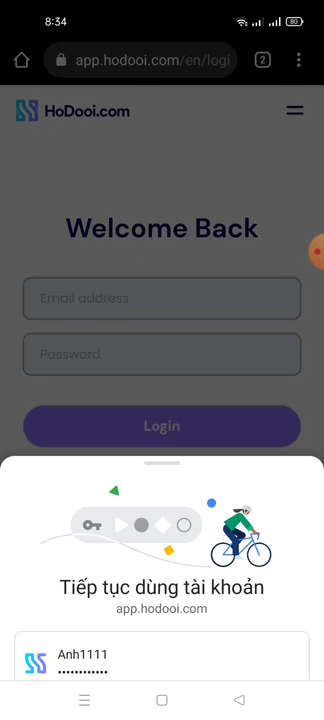 8:34
80
app.hodooi.com/en/logi
2
HoDooi.com
Welcome Back
Email address
Password
Login
Tiếp tục dùng tài khoản
app.hodooi.com
Anh1111
••••••••••••